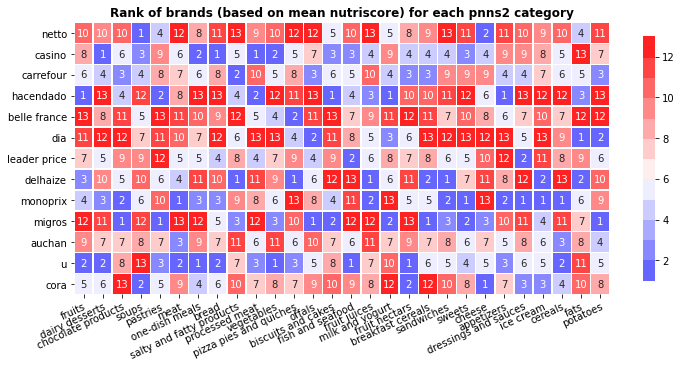 Rank of brands (based on mean nutriscore) for each pnns2 category
netto 10 10 10 1 4 12 8 11 13 9 10 12 12 5 10 13 5 8 9 13 11 2 11 10 9 10 4 11
casino 8 1 6 3 9 6 2 1 5 1 2 5 7 3 3 4 9 4 4 4 3 4 9 9 8 5 13 7
carrefour 6 4 3 4 8 7 6 8 2 10 5 8 3 6 5 10 4 3 3 9 9 9 4 4 7 6 5 3
hacendado 1 13 4 12 2 8 13 13 4 2 12 11 13 1 4 3 1 10 10 11 12 6 1 13 12 12 3 13
belle france 13 8 11 5 13 11 10 9 12 5 4 2 11 13 7 9 11 12 11 7 10 8 6 7 10 7 12 12
dia 11 12 12 7 11 10 7 12 6 13 13 4 2 11 8 5 3 6 13 12 13 12 13 5 13 9 1 2
leader price 7 5 9 9 12 5 5 4 8 4 7 9 4 9 2 6 8 7 8 6 5 10 12 2 11 8 9 6
delhaize 3 10 5 10 6 4 11 10 1 11 9 1 6 12 13 8 6 11 2 1 7 11 8 12 2 13 2 10
monoprix 4 3 2 6 10 1 3 3 9 8 6 13 8 4 11 2 13 5 5 2 1 13 2 1 1 1 6 9
migros 12 11 1 12 1 13 12 5 3 12 3 10 1 2 12 12 2 13 1 3 2 3 10 11 4 11 7 1
auchan 9 7 7 8 7 3 9 7 11 6 11 6 10 7 6 11 7 9 7 8 6 7 11 8 6 3 8 4
u 2 2 8 13 3 2 1 2 7 3 1 3 5 8 1 7 10 1 6 5 4 5 3 6 5 2 11 5
cora 5 6 13 2 5 9 4 6 10 7 8 7 9 10 9 8 12 2 12 10 8 1 7 3 3 4 10 8
fruits
dairy desserts
chocolate products
soups
pastries
meat
one-dish meals
bread
salty and fatty products
processed meat
vegetables
pizza pies and quiches
offals
biscuits and cakes
fish and seafood
fruit juices
milk and yogurt
fruit nectars
breakfast cereals
sandwiches
sweets
cheese
appetizers
dressings and sauces
ice cream
cereals
fats
potatoes
12
10
8
6
4
2